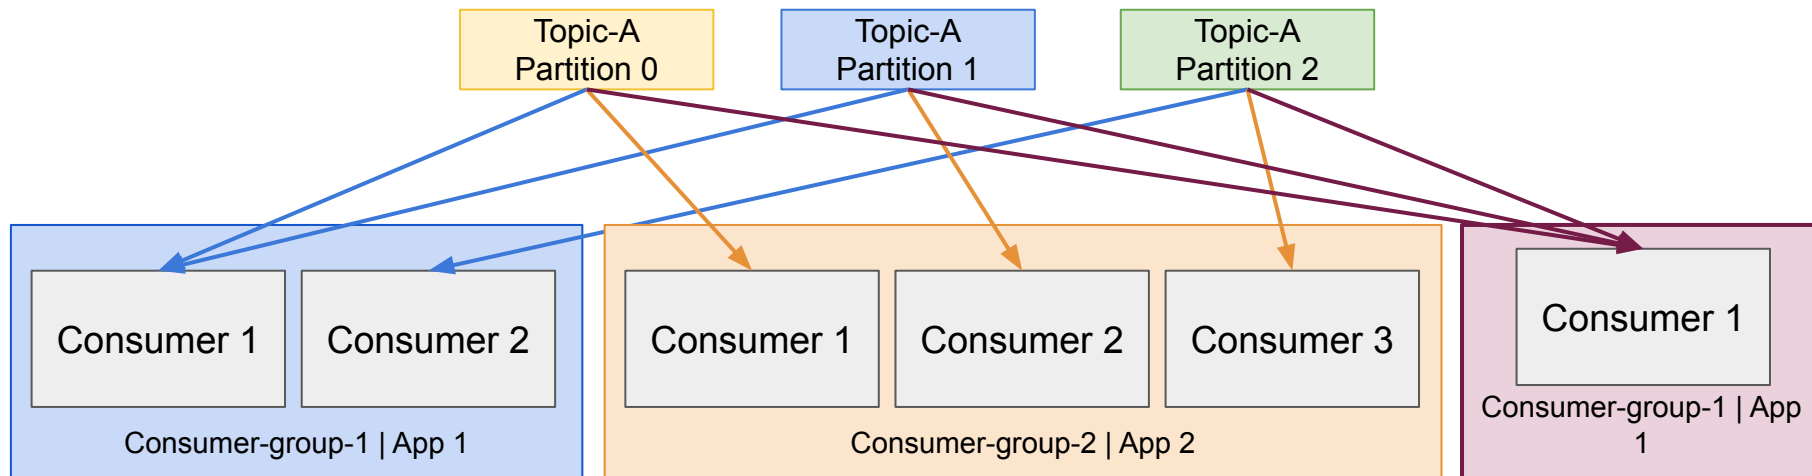 Topic-A
Partition 0
Topic-A
Partition 1
Topic-A
Partition 2
Consumer 1
Consumer 2
Consumer-group-1 | App 1
Consumer 1
Consumer 2
Consumer 3
Consumer-group-2 | App 2
Consumer 1
Consumer-group-1 | App
1